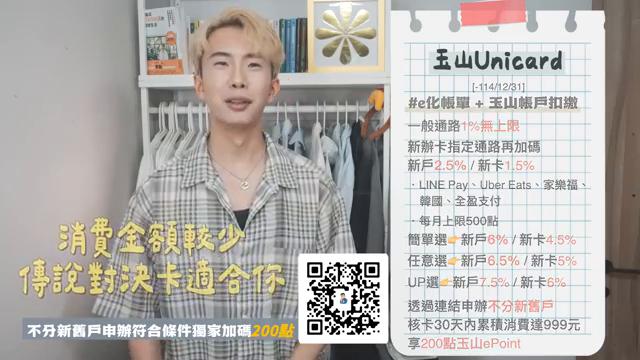 玉山Unicard
[-114/12/31]
#e化帳單 + 玉山帳戶扣繳
一般通路1%無上限
新辦卡指定通路再加碼
新戶2.5% / 新卡1.5%
· LINE Pay、Uber Eats、家樂福、
韓國、全盈支付
· 每月上限500點
簡單選👉新戶6% / 新卡4.5%
任意選👉新戶6.5% / 新卡5%
UP選👉新戶7.5% / 新卡6%
透過連結申辦不分新舊戶
核卡30天內累積消費達999元
享200點玉山ePoint
消費金額較少
傳說對決卡適合你
不分新舊戶申辦符合條件獨家加碼200點